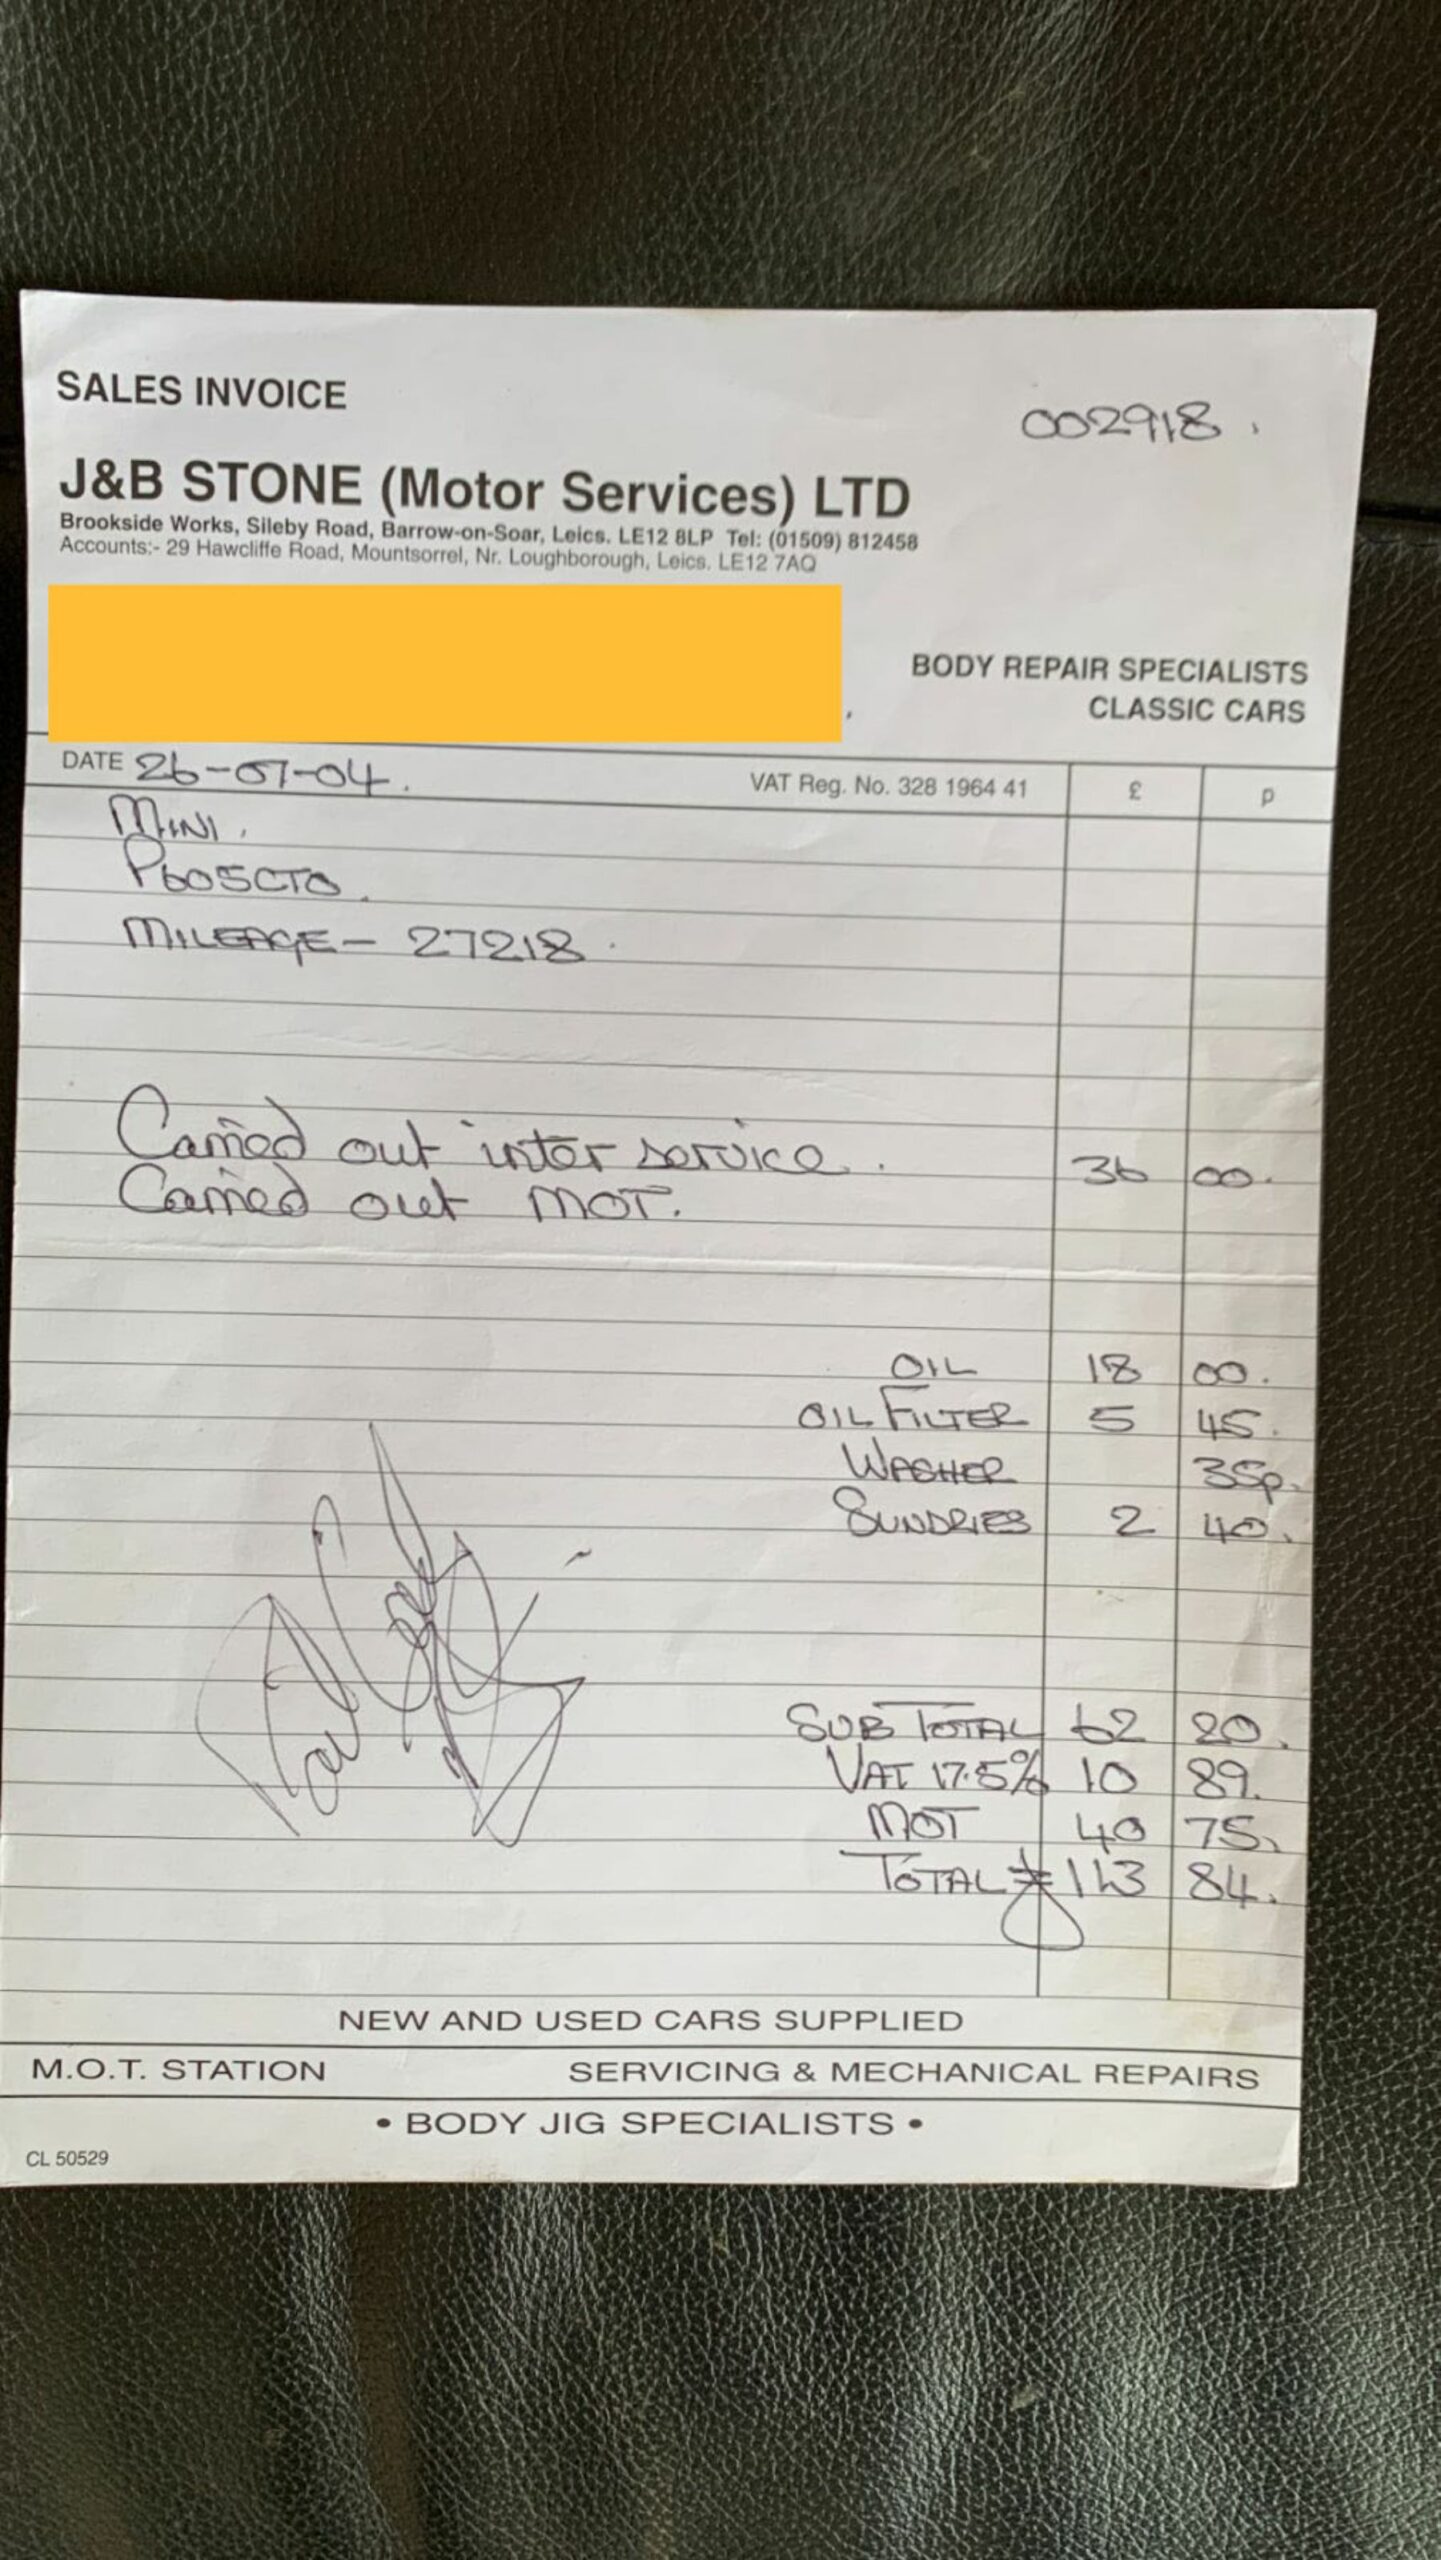 SALES INVOICE
002918.
J&B STONE (Motor Services) LTD
Brookside Works, Sileby Road, Barrow-on-Soar, Leics. LE12 8LP Tel: (01509) 812458
Accounts:- 29 Hawcliffe Road, Mountsorrel, Nr. Loughborough, Leics. LE12 7AQ
BODY REPAIR SPECIALISTS
CLASSIC CARS
DATE 26-07-04. VAT Reg. No. 328 1964 41 £ p
MINI.
P605CTO.
MILEAGE - 27218.
Carried out inter service. 36 00.
Carried out MOT.
OIL 18 00.
OIL FILTER 5 45.
WASHER 35p.
SUNDRIES 2 40.
SUB TOTAL 62 20.
VAT 17.5% 10 89.
MOT 40 75.
TOTAL £ 113 84.
NEW AND USED CARS SUPPLIED
M.O.T. STATION SERVICING & MECHANICAL REPAIRS
• BODY JIG SPECIALISTS •
CL 50529